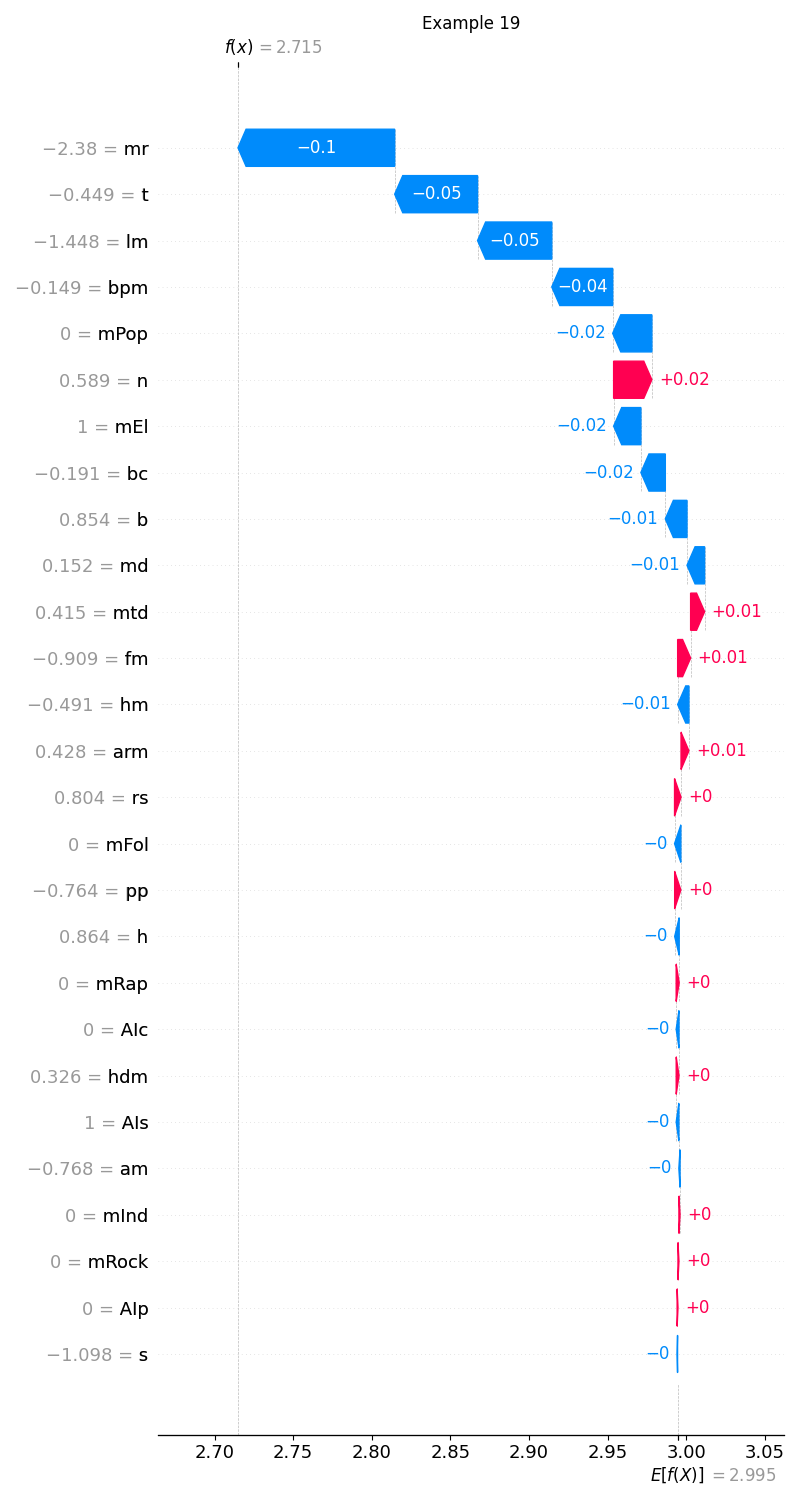 Example 19
f(x) = 2.715
−2.38 = mr −0.1
−0.449 = t −0.05
−1.448 = lm −0.05
−0.149 = bpm −0.04
0 = mPop −0.02
0.589 = n +0.02
1 = mEl −0.02
−0.191 = bc −0.02
0.854 = b −0.01
0.152 = md −0.01
0.415 = mtd +0.01
−0.909 = fm +0.01
−0.491 = hm −0.01
0.428 = arm +0.01
0.804 = rs +0
0 = mFol −0
−0.764 = pp +0
0.864 = h −0
0 = mRap +0
0 = AIc −0
0.326 = hdm +0
1 = AIs −0
−0.768 = am −0
0 = mInd +0
0 = mRock +0
0 = AIp +0
−1.098 = s −0
2.70 2.75 2.80 2.85 2.90 2.95 3.00 3.05
E[f(X)] = 2.995